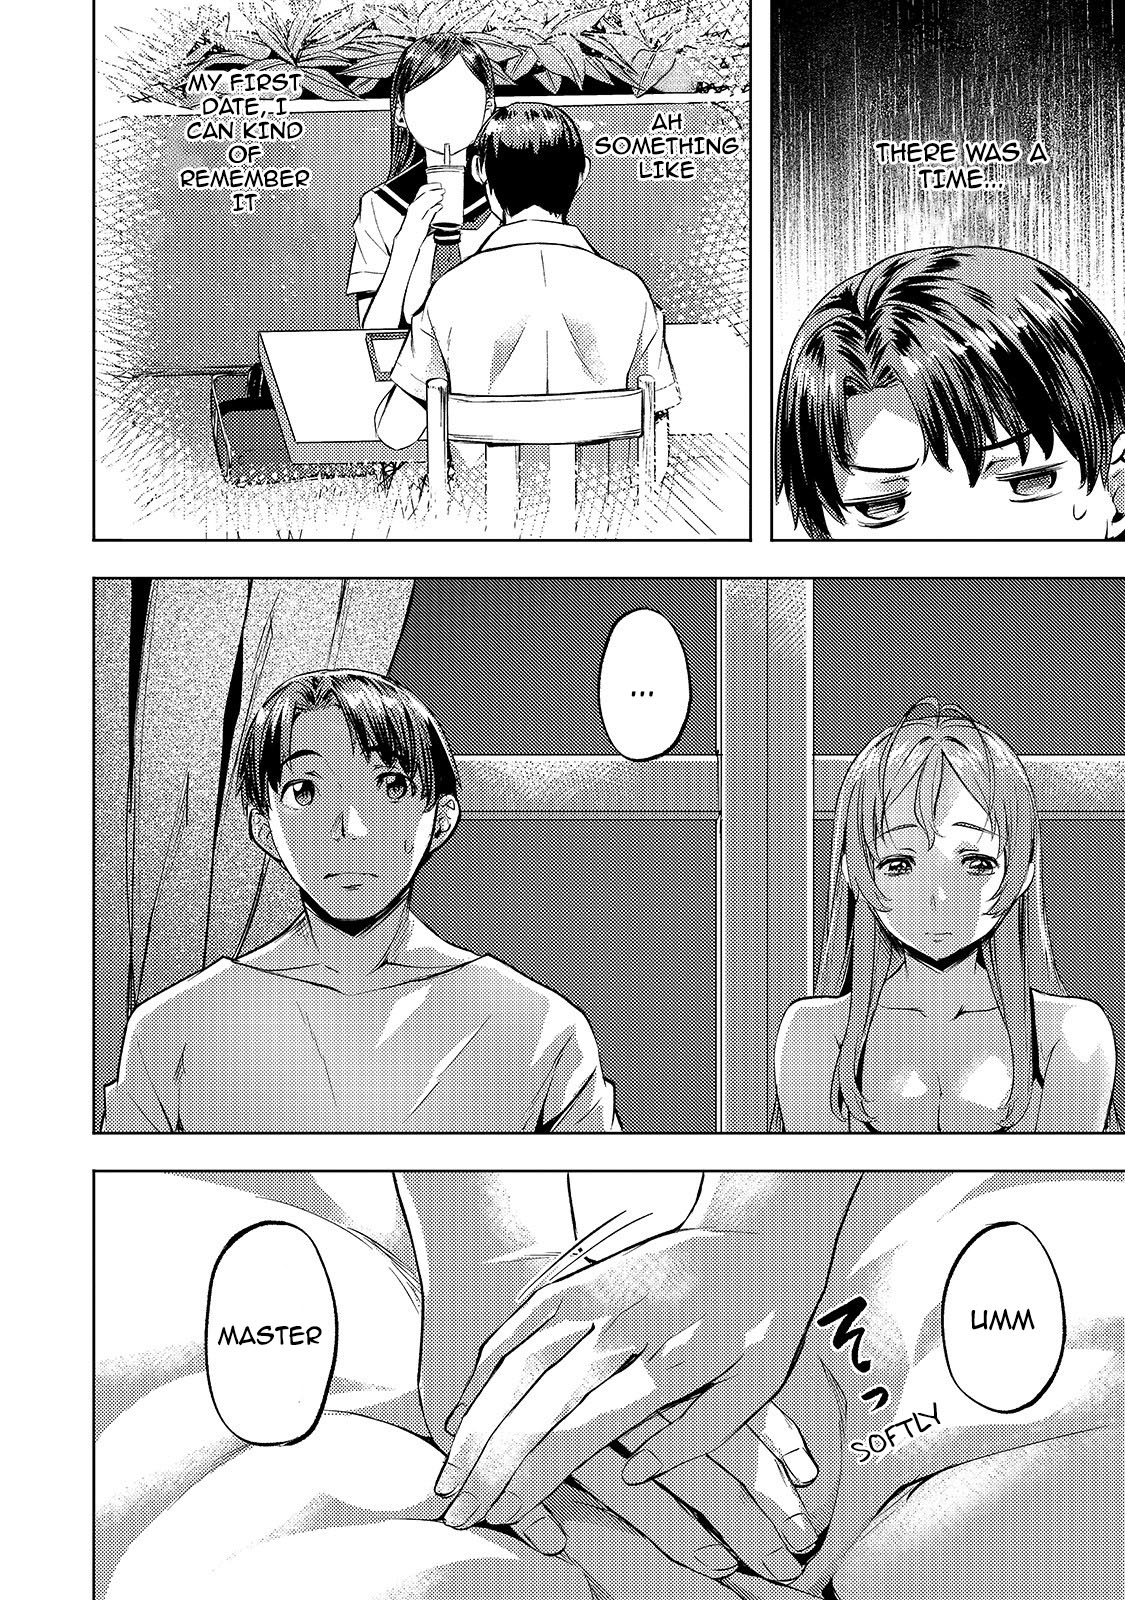 THERE WAS A
TIME...
AH
SOMETHING
LIKE
MY FIRST
DATE, I
CAN KIND
OF
REMEMBER
IT
...
UMM
そっ
SOFTLY
MASTER